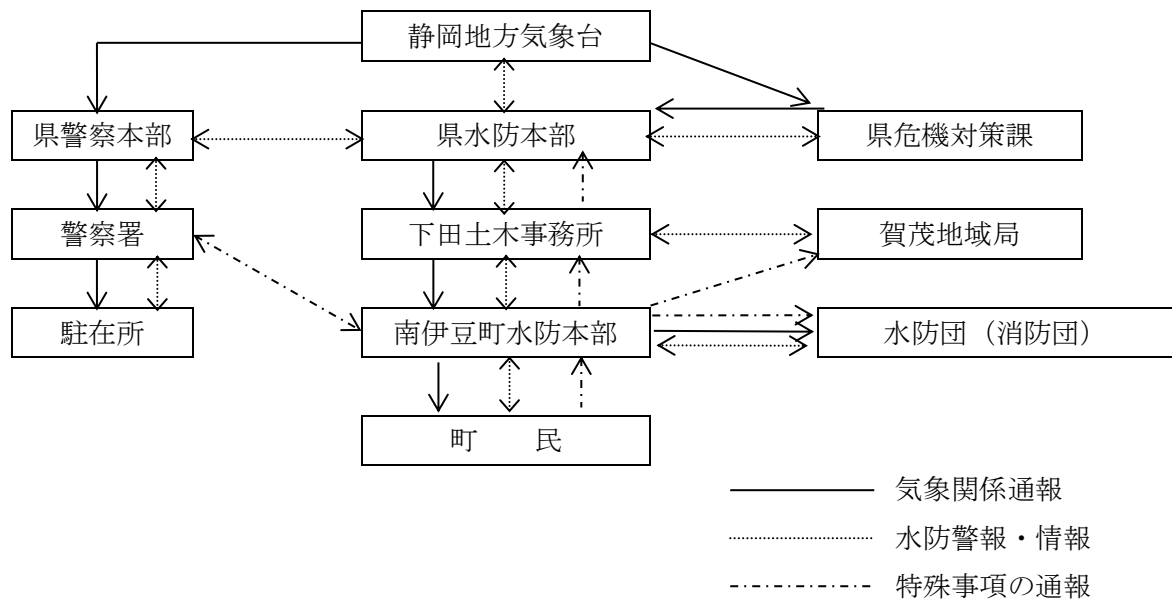 静岡地方気象台
県警察本部
県水防本部
県危機対策課
警察署
下田土木事務所
賀茂地域局
駐在所
南伊豆町水防本部
水防団（消防団）
町　　民
気象関係通報
水防警報・情報
特殊事項の通報